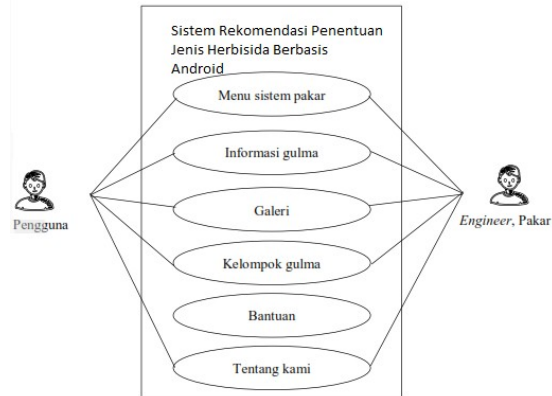 Sistem Rekomendasi Penentuan
Jenis Herbisida Berbasis
Android
Menu sistem pakar
Informasi gulma
Galeri
Kelompok gulma
Bantuan
Tentang kami
Pengguna
Engineer, Pakar